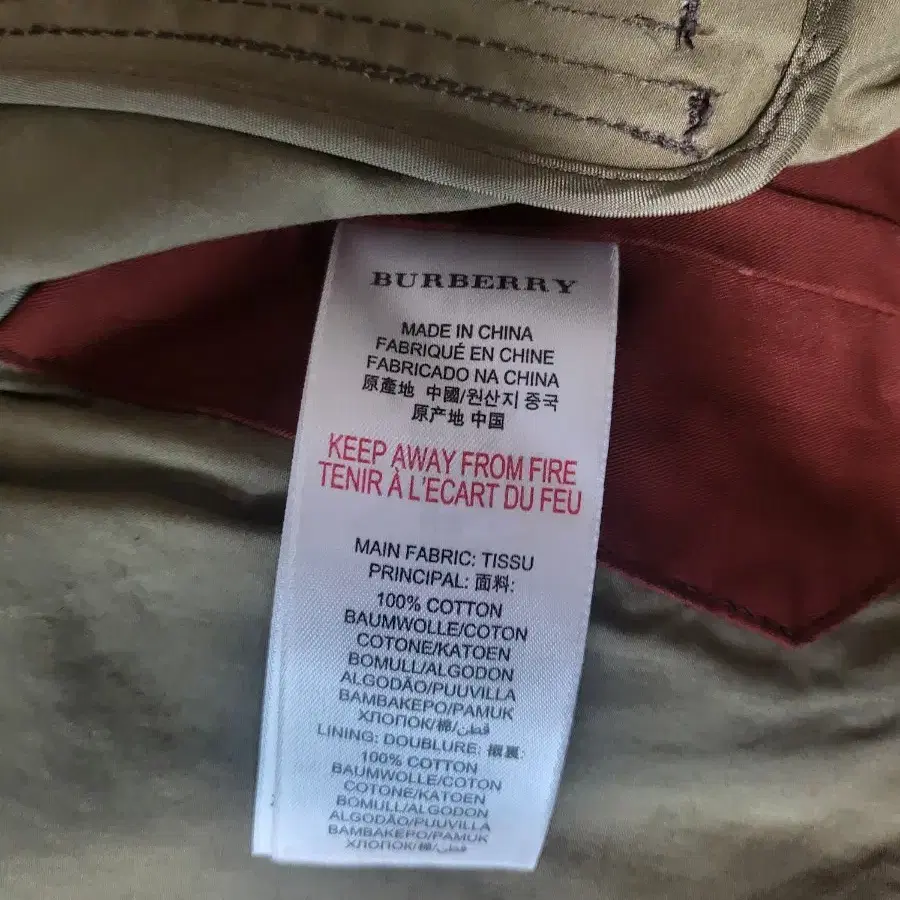 BURBERRY
MADE IN CHINA
FABRIQUÉ EN CHINE
FABRICADO NA CHINA
原產地 中國/원산지 중국
原产地 中国
KEEP AWAY FROM FIRE
TENIR À L'ECART DU FEU
MAIN FABRIC: TISSU
PRINCIPAL: 面料:
100% COTTON
BAUMWOLLE/COTON
COTONE/KATOEN
BOMULL/ALGODON
ALGODÃO/PUUVILLA
BAMBAKEPO/PAMUK
ХЛОПОК/棉/قطن
LINING: DOUBLURE: 襯裏:
100% COTTON
BAUMWOLLE/COTON
COTONE/KATOEN
BOMULL/ALGODON
ALGODÃO/PUUVILLA
BAMBAKEPO/PAMUK
ХЛОПОК/棉/قطن